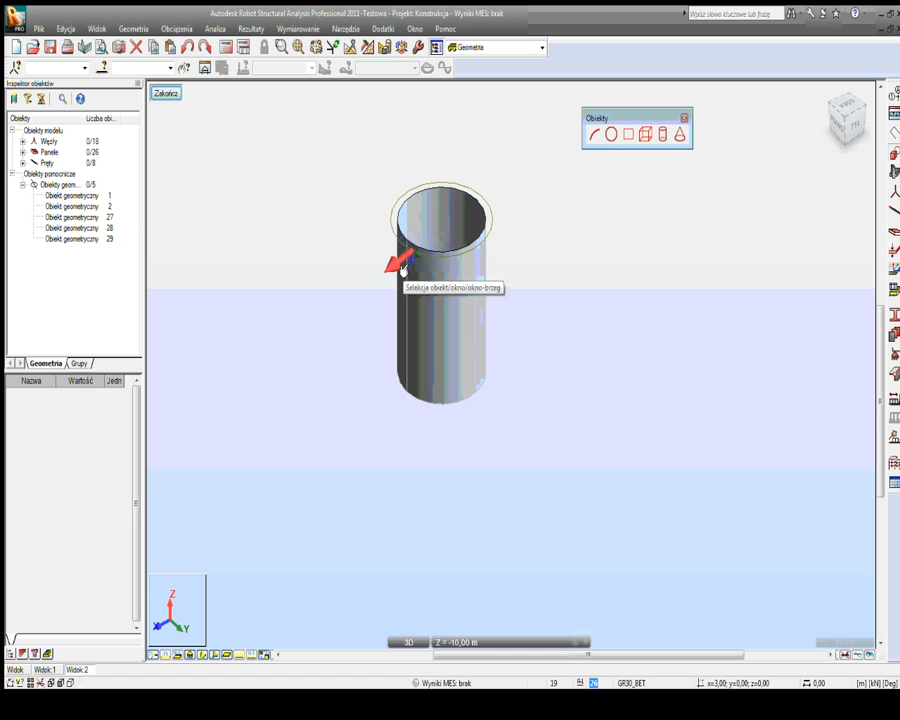 Autodesk Robot Structural Analysis Professional 2011-Testowa - Projekt: Konstrukcja - Wyniki MES: brak
Wpisz słowo kluczowe lub frazę
PRO
Plik Edycja Widok Geometria Obciążenia Analiza Rezultaty Wymiarowanie Narzędzia Dodatki Okno Pomoc
Geometria
Inspektor obiektów
Zakończ
Obiekty
Obiekty Liczba obi...
Obiekty modelu
Węzły 0/18
Panele 0/26
Pręty 0/8
Obiekty pomocnicze
Obiekty geom... 0/5
Obiekt geometryczny 1
Obiekt geometryczny 2
Obiekt geometryczny 27
Obiekt geometryczny 28
Obiekt geometryczny 29
Selekcja obiekt/okno/okno-brzeg
Geometria Grupy
Nazwa Wartość Jedn
Z
X
Y
3D Z = -10,00 m
Widok Widok:1 Widok:2
Wyniki MES: brak 19 26 GR30_BET x=3,00; y=0,00; z=0,00 0,00 [m] [kN] [Deg]